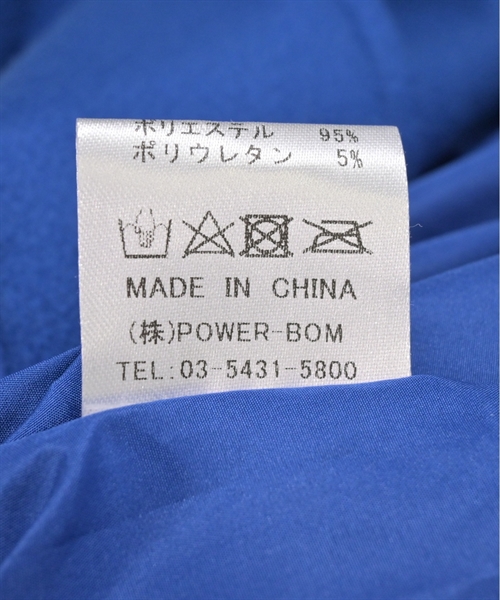 ポリエステル 95%
ポリウレタン 5%
MADE IN CHINA
(株)POWER-BOM
TEL:03-5431-5800